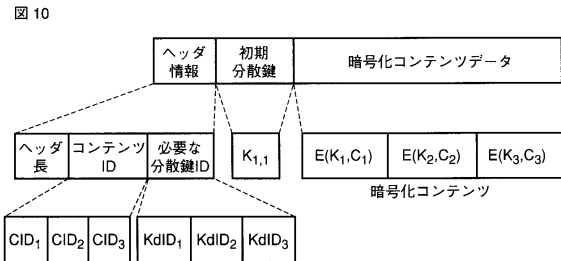 図 10
ヘッダ
情報
初期
分散鍵
暗号化コンテンツデータ
ヘッダ
長
コンテンツ
ID
必要な
分散鍵ID
K1,1
E(K1,C1)
E(K2,C2)
E(K3,C3)
暗号化コンテンツ
CID1
CID2
CID3
KdID1
KdID2
KdID3